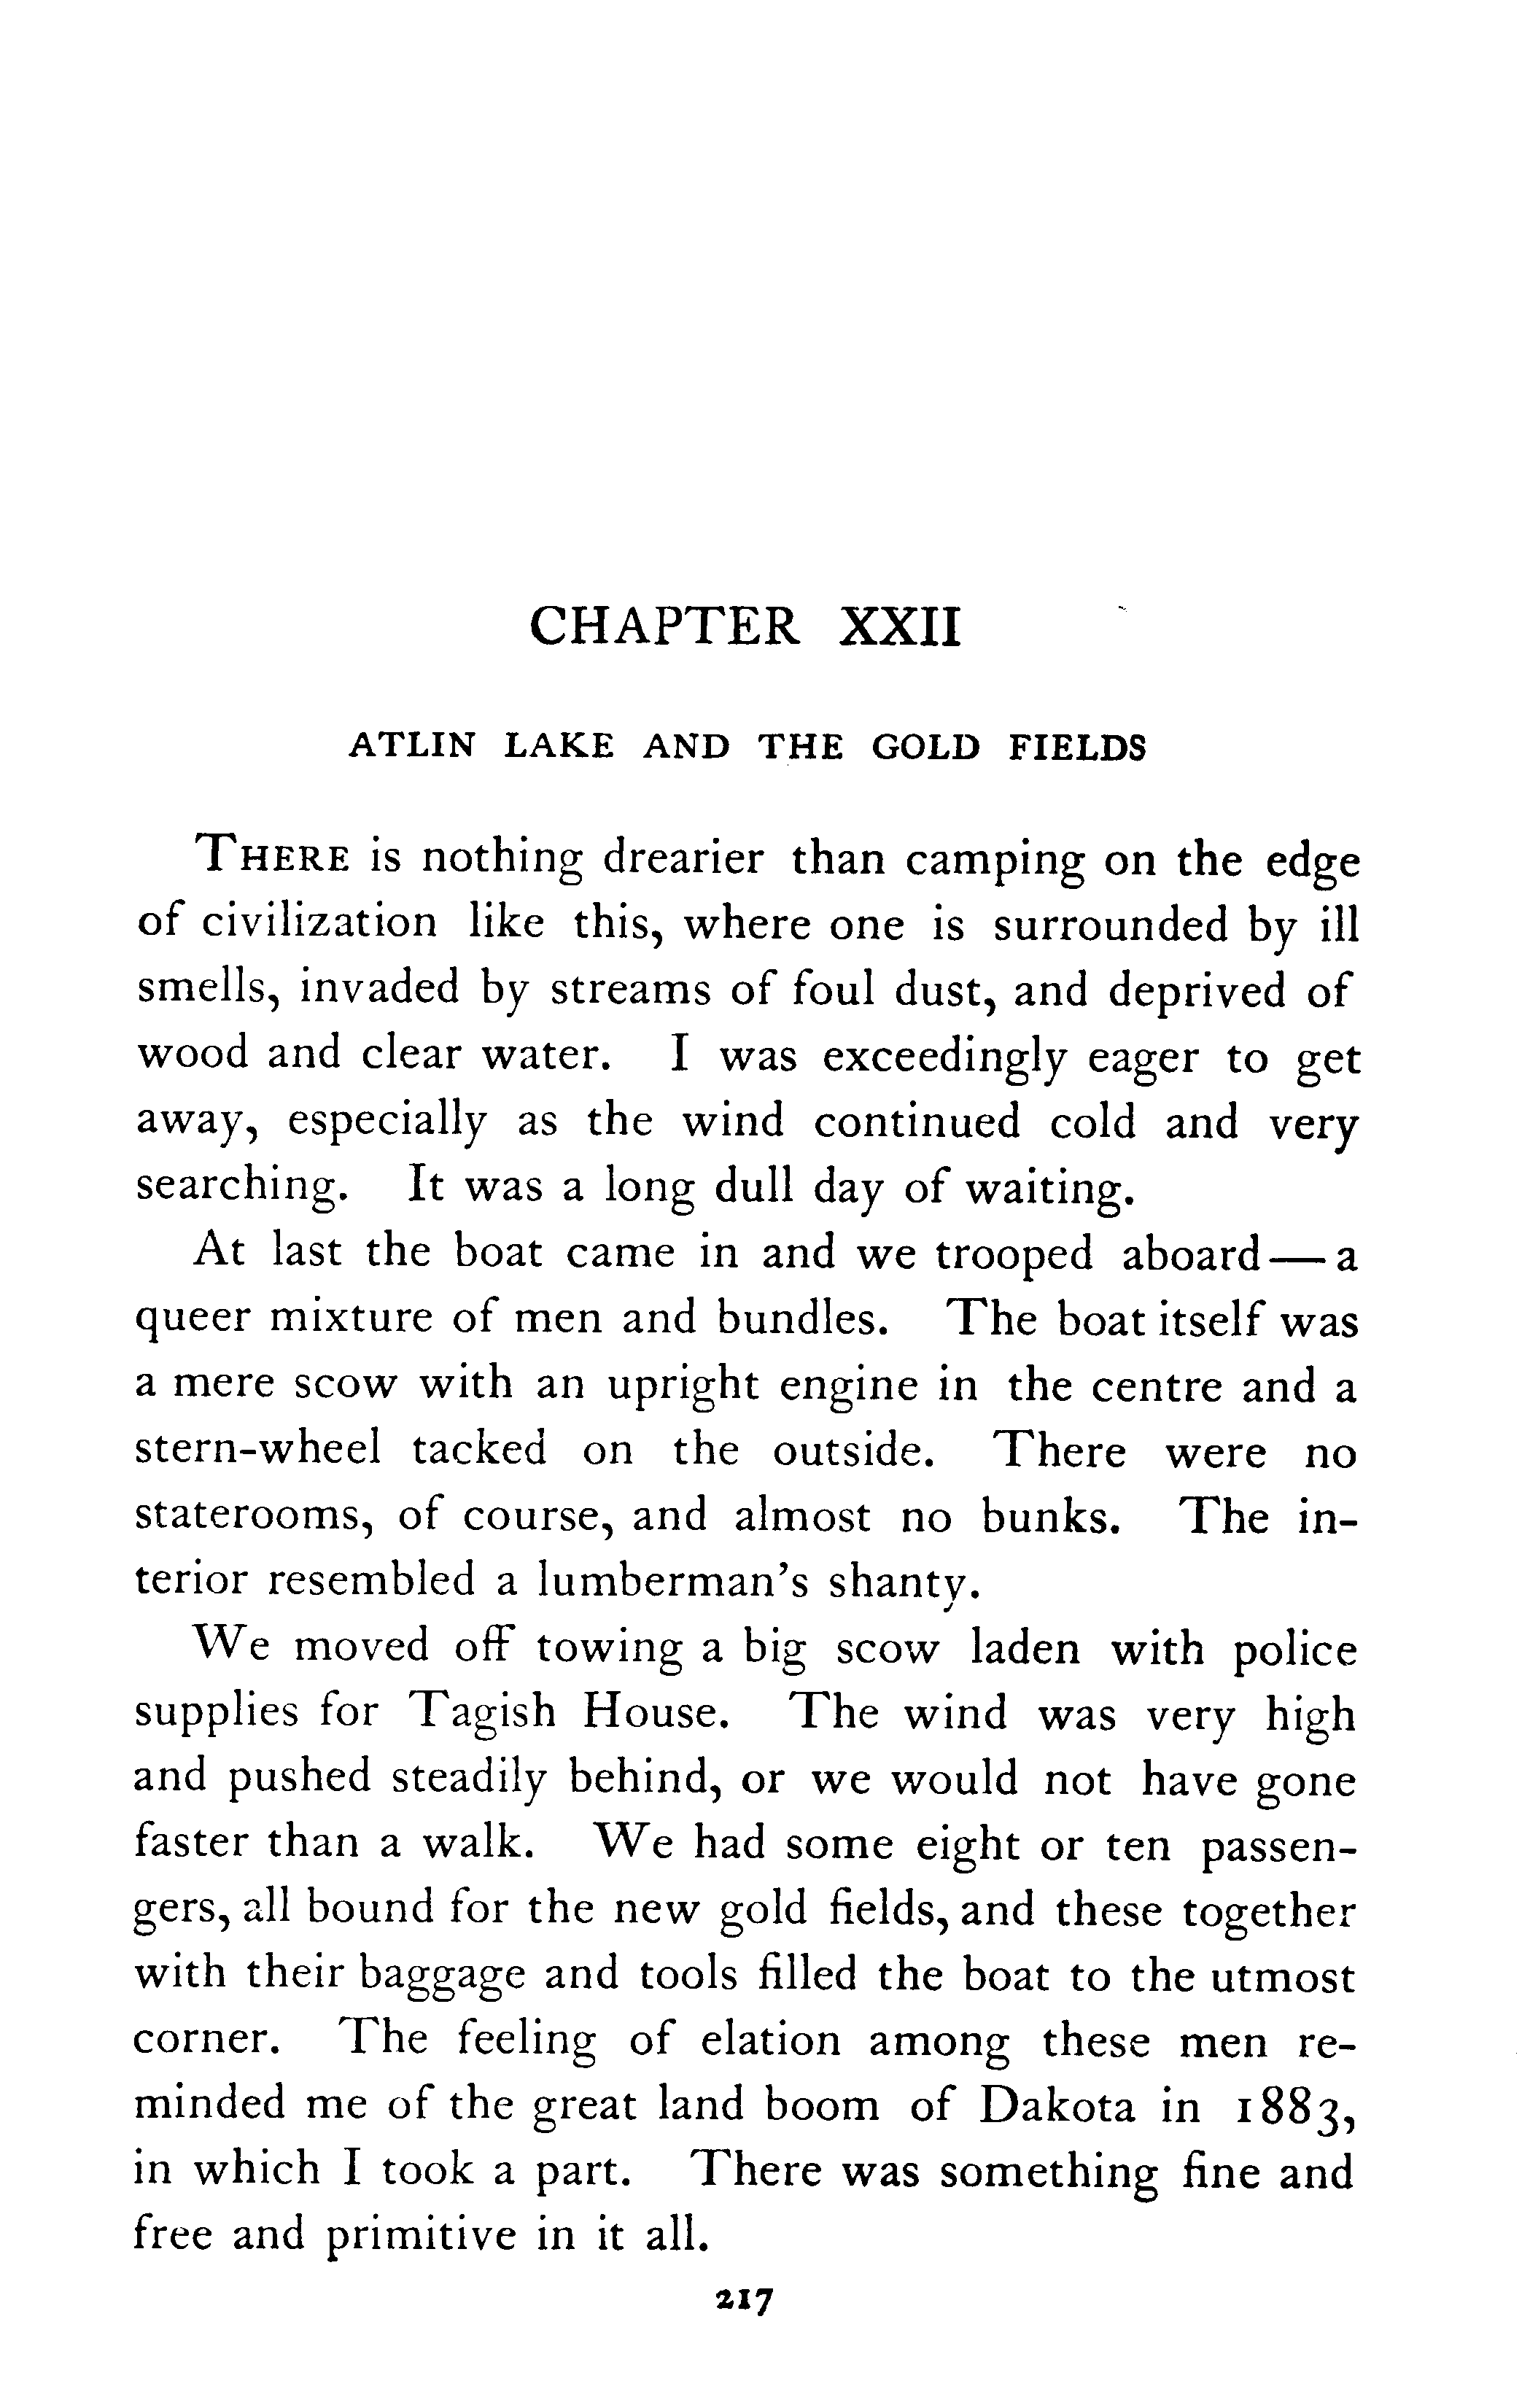 CHAPTER XXII
ATLIN LAKE AND THE GOLD FIELDS
THERE is nothing drearier than camping on the edge
of civilization like this, where one is surrounded by ill
smells, invaded by streams of foul dust, and deprived of
wood and clear water. I was exceedingly eager to get
away, especially as the wind continued cold and very
searching. It was a long dull day of waiting.
At last the boat came in and we trooped aboard—a
queer mixture of men and bundles. The boat itself was
a mere scow with an upright engine in the centre and a
stern-wheel tacked on the outside. There were no
staterooms, of course, and almost no bunks. The in-
terior resembled a lumberman's shanty.
We moved off towing a big scow laden with police
supplies for Tagish House. The wind was very high
and pushed steadily behind, or we would not have gone
faster than a walk. We had some eight or ten passen-
gers, all bound for the new gold fields, and these together
with their baggage and tools filled the boat to the utmost
corner. The feeling of elation among these men re-
minded me of the great land boom of Dakota in 1883,
in which I took a part. There was something fine and
free and primitive in it all.
217